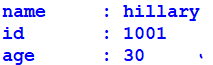 name     : hillary
id       : 1001
age      : 30